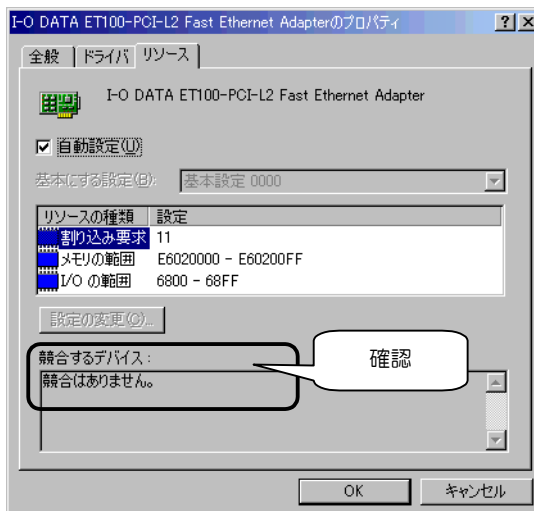 I-O DATA ET100-PCI-L2 Fast Ethernet Adapterのプロパティ
全般 ドライバ リソース
I-O DATA ET100-PCI-L2 Fast Ethernet Adapter
自動設定(U)
基本にする設定(B): 基本設定 0000
リソースの種類 設定
割り込み要求 11
メモリの範囲 E6020000 - E60200FF
I/O の範囲 6800 - 68FF
設定の変更(C)...
競合するデバイス:
確認
競合はありません。
OK キャンセル